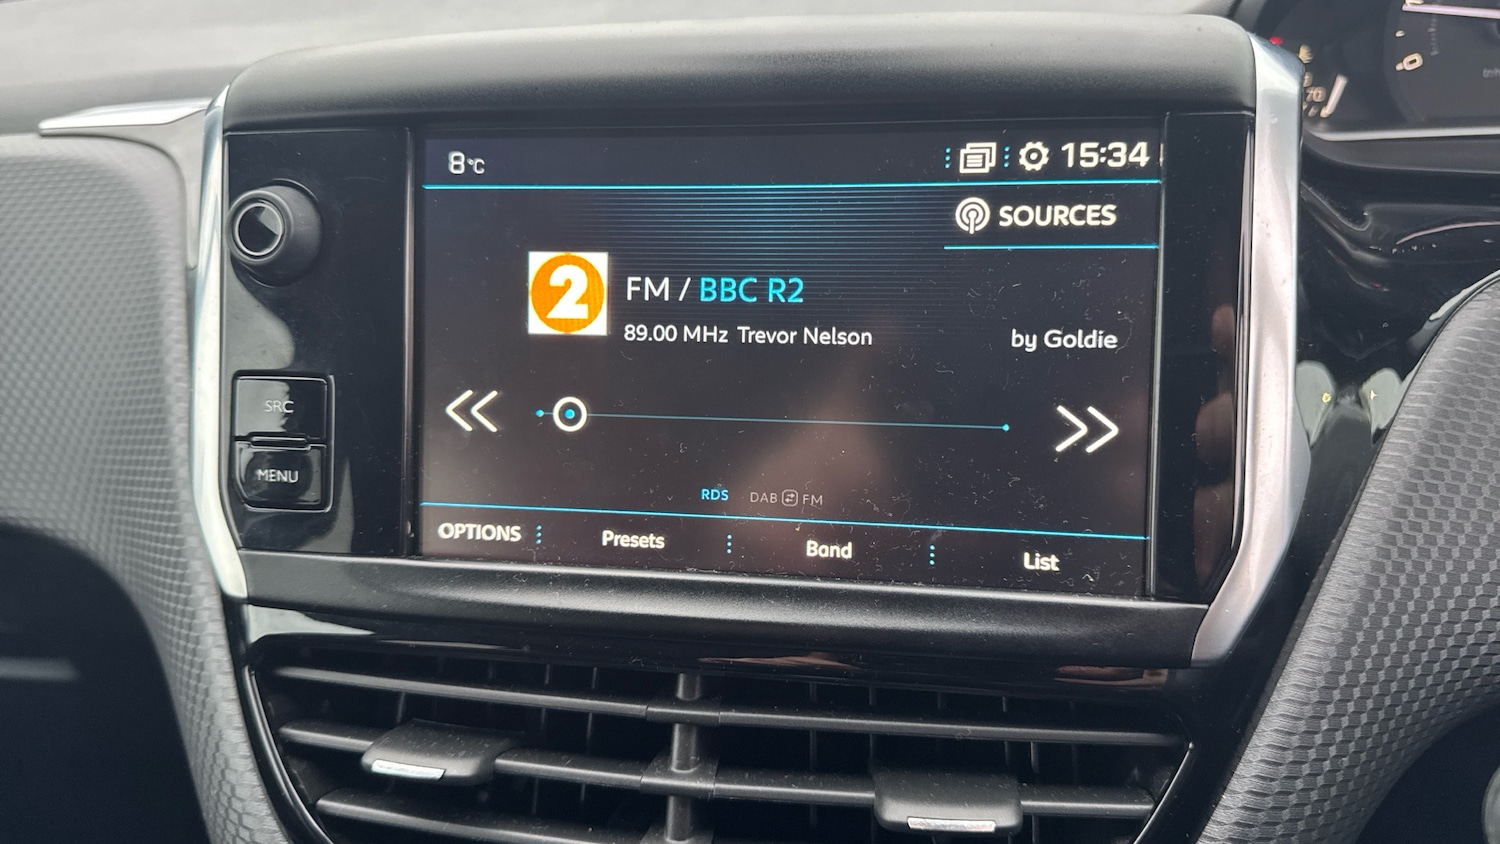 8°C
15:34
SOURCES
2
FM / BBC R2
89.00 MHz Trevor Nelson by Goldie
SRC
MENU
RDS DAB FM
OPTIONS Presets Band List
70